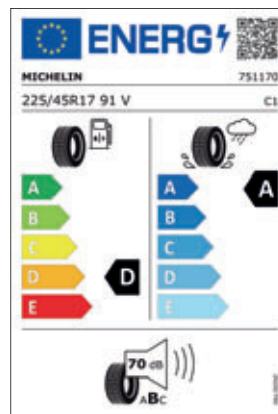 ENERG
MICHELIN 751170
225/45R17 91 V C1
A A A
B B
C C
D D D
E E
70 dB
ABC